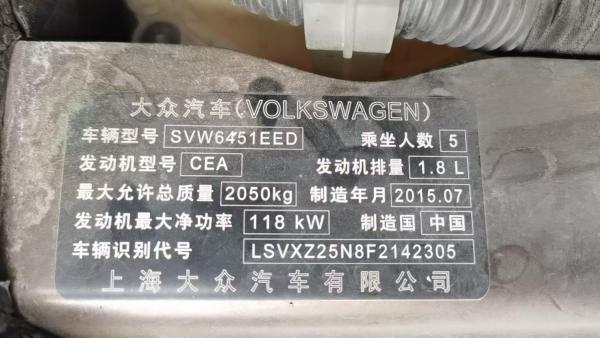 大众汽车(VOLKSWAGEN)
车辆型号 SVW6451EED 乘坐人数 5
发动机型号 CEA 发动机排量 1.8 L
最大允许总质量 2050kg 制造年月 2015.07
发动机最大净功率 118 kW 制造国 中国
车辆识别代号 LSVXZ25N8F2142305
上海大众汽车有限公司